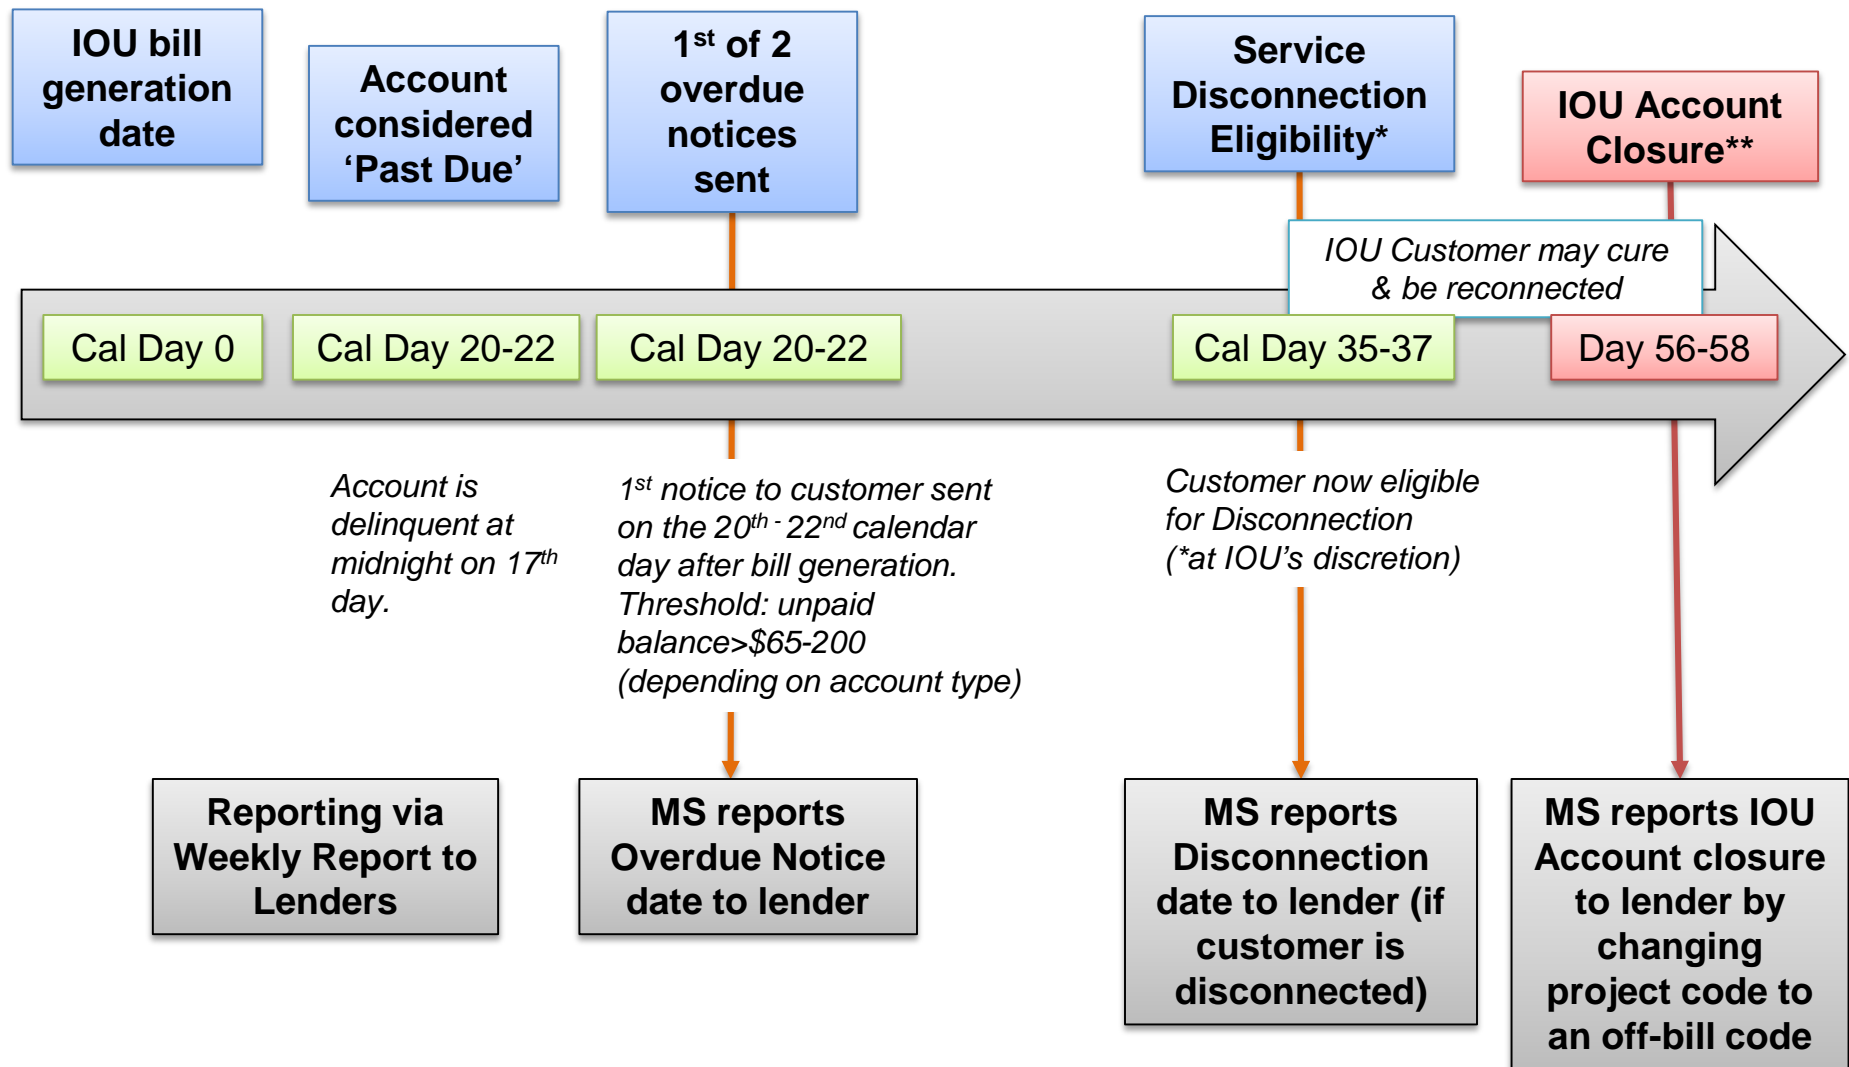 IOU bill
generation
date
Account
considered
‘Past Due’
1st of 2
overdue
notices
sent
Service
Disconnection
Eligibility*
IOU Account
Closure**
IOU Customer may cure
& be reconnected
Cal Day 0
Cal Day 20-22
Cal Day 20-22
Cal Day 35-37
Day 56-58
Account is
delinquent at
midnight on 17th
day.
1st notice to customer sent
on the 20th - 22nd calendar
day after bill generation.
Threshold: unpaid
balance>$65-200
(depending on account type)
Customer now eligible
for Disconnection
(*at IOU’s discretion)
Reporting via
Weekly Report to
Lenders
MS reports
Overdue Notice
date to lender
MS reports
Disconnection
date to lender (if
customer is
disconnected)
MS reports IOU
Account closure
to lender by
changing
project code to
an off-bill code